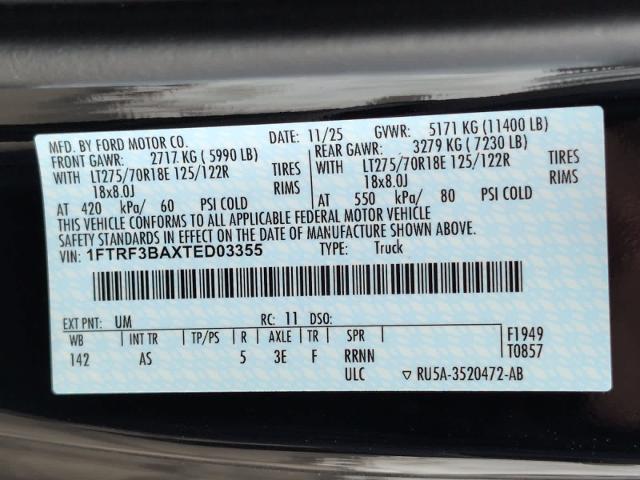 MFD. BY FORD MOTOR CO. DATE: 11/25 GVWR: 5171 KG (11400 LB)
FRONT GAWR: 2717 KG ( 5990 LB) REAR GAWR: 3279 KG ( 7230 LB)
WITH LT275/70R18E 125/122R TIRES WITH LT275/70R18E 125/122R TIRES
18x8.0J RIMS 18x8.0J RIMS
AT 420 kPa/ 60 PSI COLD AT 550 kPa/ 80 PSI COLD
THIS VEHICLE CONFORMS TO ALL APPLICABLE FEDERAL MOTOR VEHICLE
SAFETY STANDARDS IN EFFECT ON THE DATE OF MANUFACTURE SHOWN ABOVE.
VIN: 1FTRF3BAXTED03355 TYPE: Truck
EXT PNT: UM RC: 11 DSO:
WB INT TR TP/PS R AXLE TR SPR F1949
142 AS 5 3E F RRNN T0857
ULC ▽ RU5A-3520472-AB